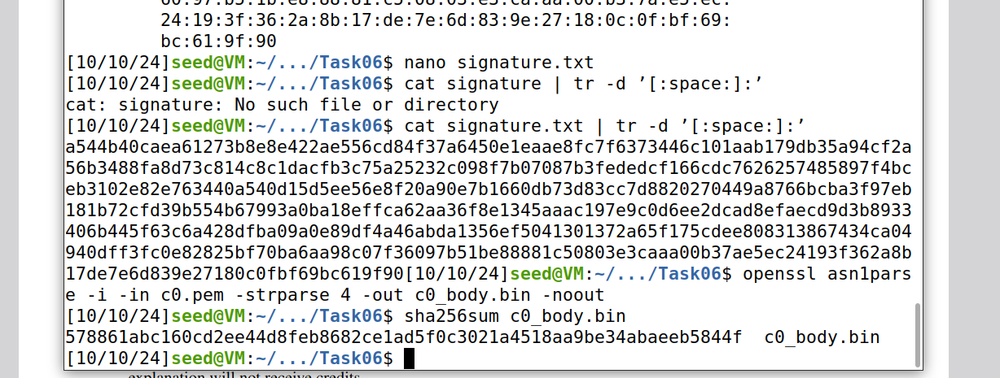 24:19:3f:36:2a:8b:17:de:7e:6d:83:9e:27:18:0c:0f:bf:69:
bc:61:9f:90
[10/10/24]seed@VM:~/.../Task06$ nano signature.txt
[10/10/24]seed@VM:~/.../Task06$ cat signature | tr -d ’[:space:]:’
cat: signature: No such file or directory
[10/10/24]seed@VM:~/.../Task06$ cat signature.txt | tr -d ’[:space:]:’
a544b40caea61273b8e8e422ae556cd84f37a6450e1eaae8fc7f6373446c101aab179db35a94cf2a
56b3488fa8d73c814c8c1dacfb3c75a25232c098f7b07087b3fededcf166cdc7626257485897f4bc
eb3102e82e763440a540d15d5ee56e8f20a90e7b1660db73d83cc7d8820270449a8766bcba3f97eb
181b72cfd39b554b67993a0ba18effca62aa36f8e1345aaac197e9c0d6ee2dcad8efaecd9d3b8933
406b445f63c6a428dfba09a0e89df4a46abda1356ef5041301372a65f175cdee808313867434ca04
940dff3fc0e82825bf70ba6aa98c07f36097b51be88881c50803e3caaa00b37ae5ec24193f362a8b
17de7e6d839e27180c0fbf69bc619f90[10/10/24]seed@VM:~/.../Task06$ openssl asn1pars
e -i -in c0.pem -strparse 4 -out c0_body.bin -noout
[10/10/24]seed@VM:~/.../Task06$ sha256sum c0_body.bin
578861abc160cd2ee44d8feb8682ce1ad5f0c3021a4518aa9be34abaeeb5844f  c0_body.bin
[10/10/24]seed@VM:~/.../Task06$
explanation will not receive credits